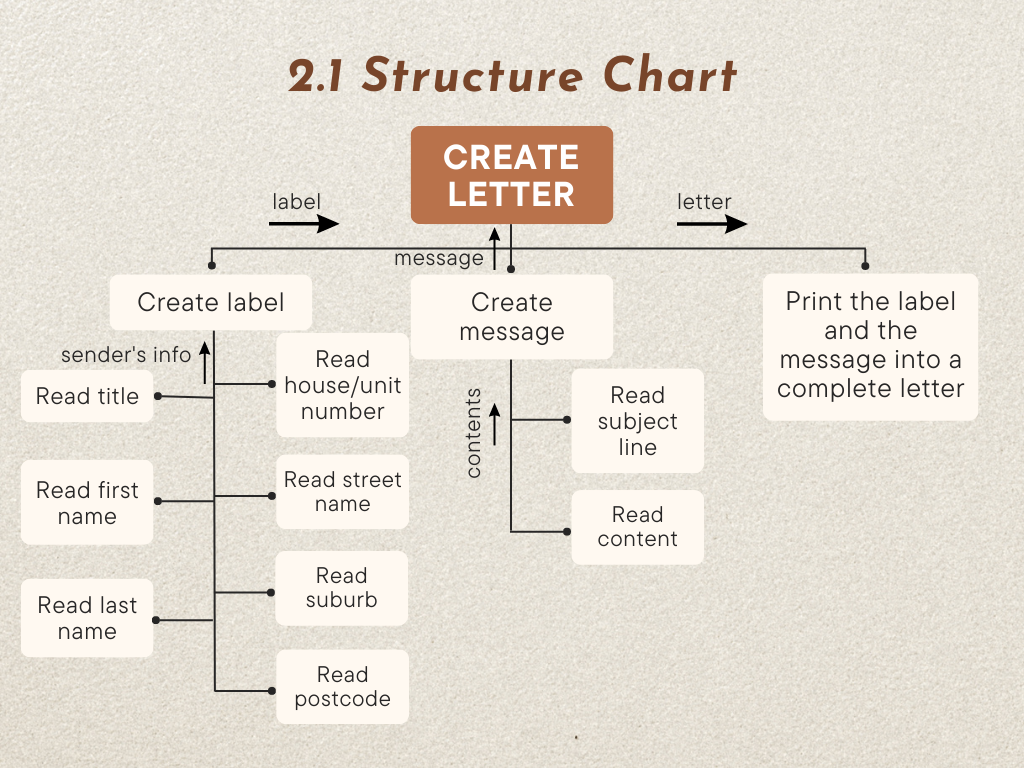 2.1 Structure Chart
CREATE
LETTER
label
letter
message
Create label
Create
message
Print the label
and the
message into a
complete letter
sender's info
Read title
Read first
name
Read last
name
Read
house/unit
number
Read street
name
Read
suburb
Read
postcode
contents
Read
subject
line
Read
content